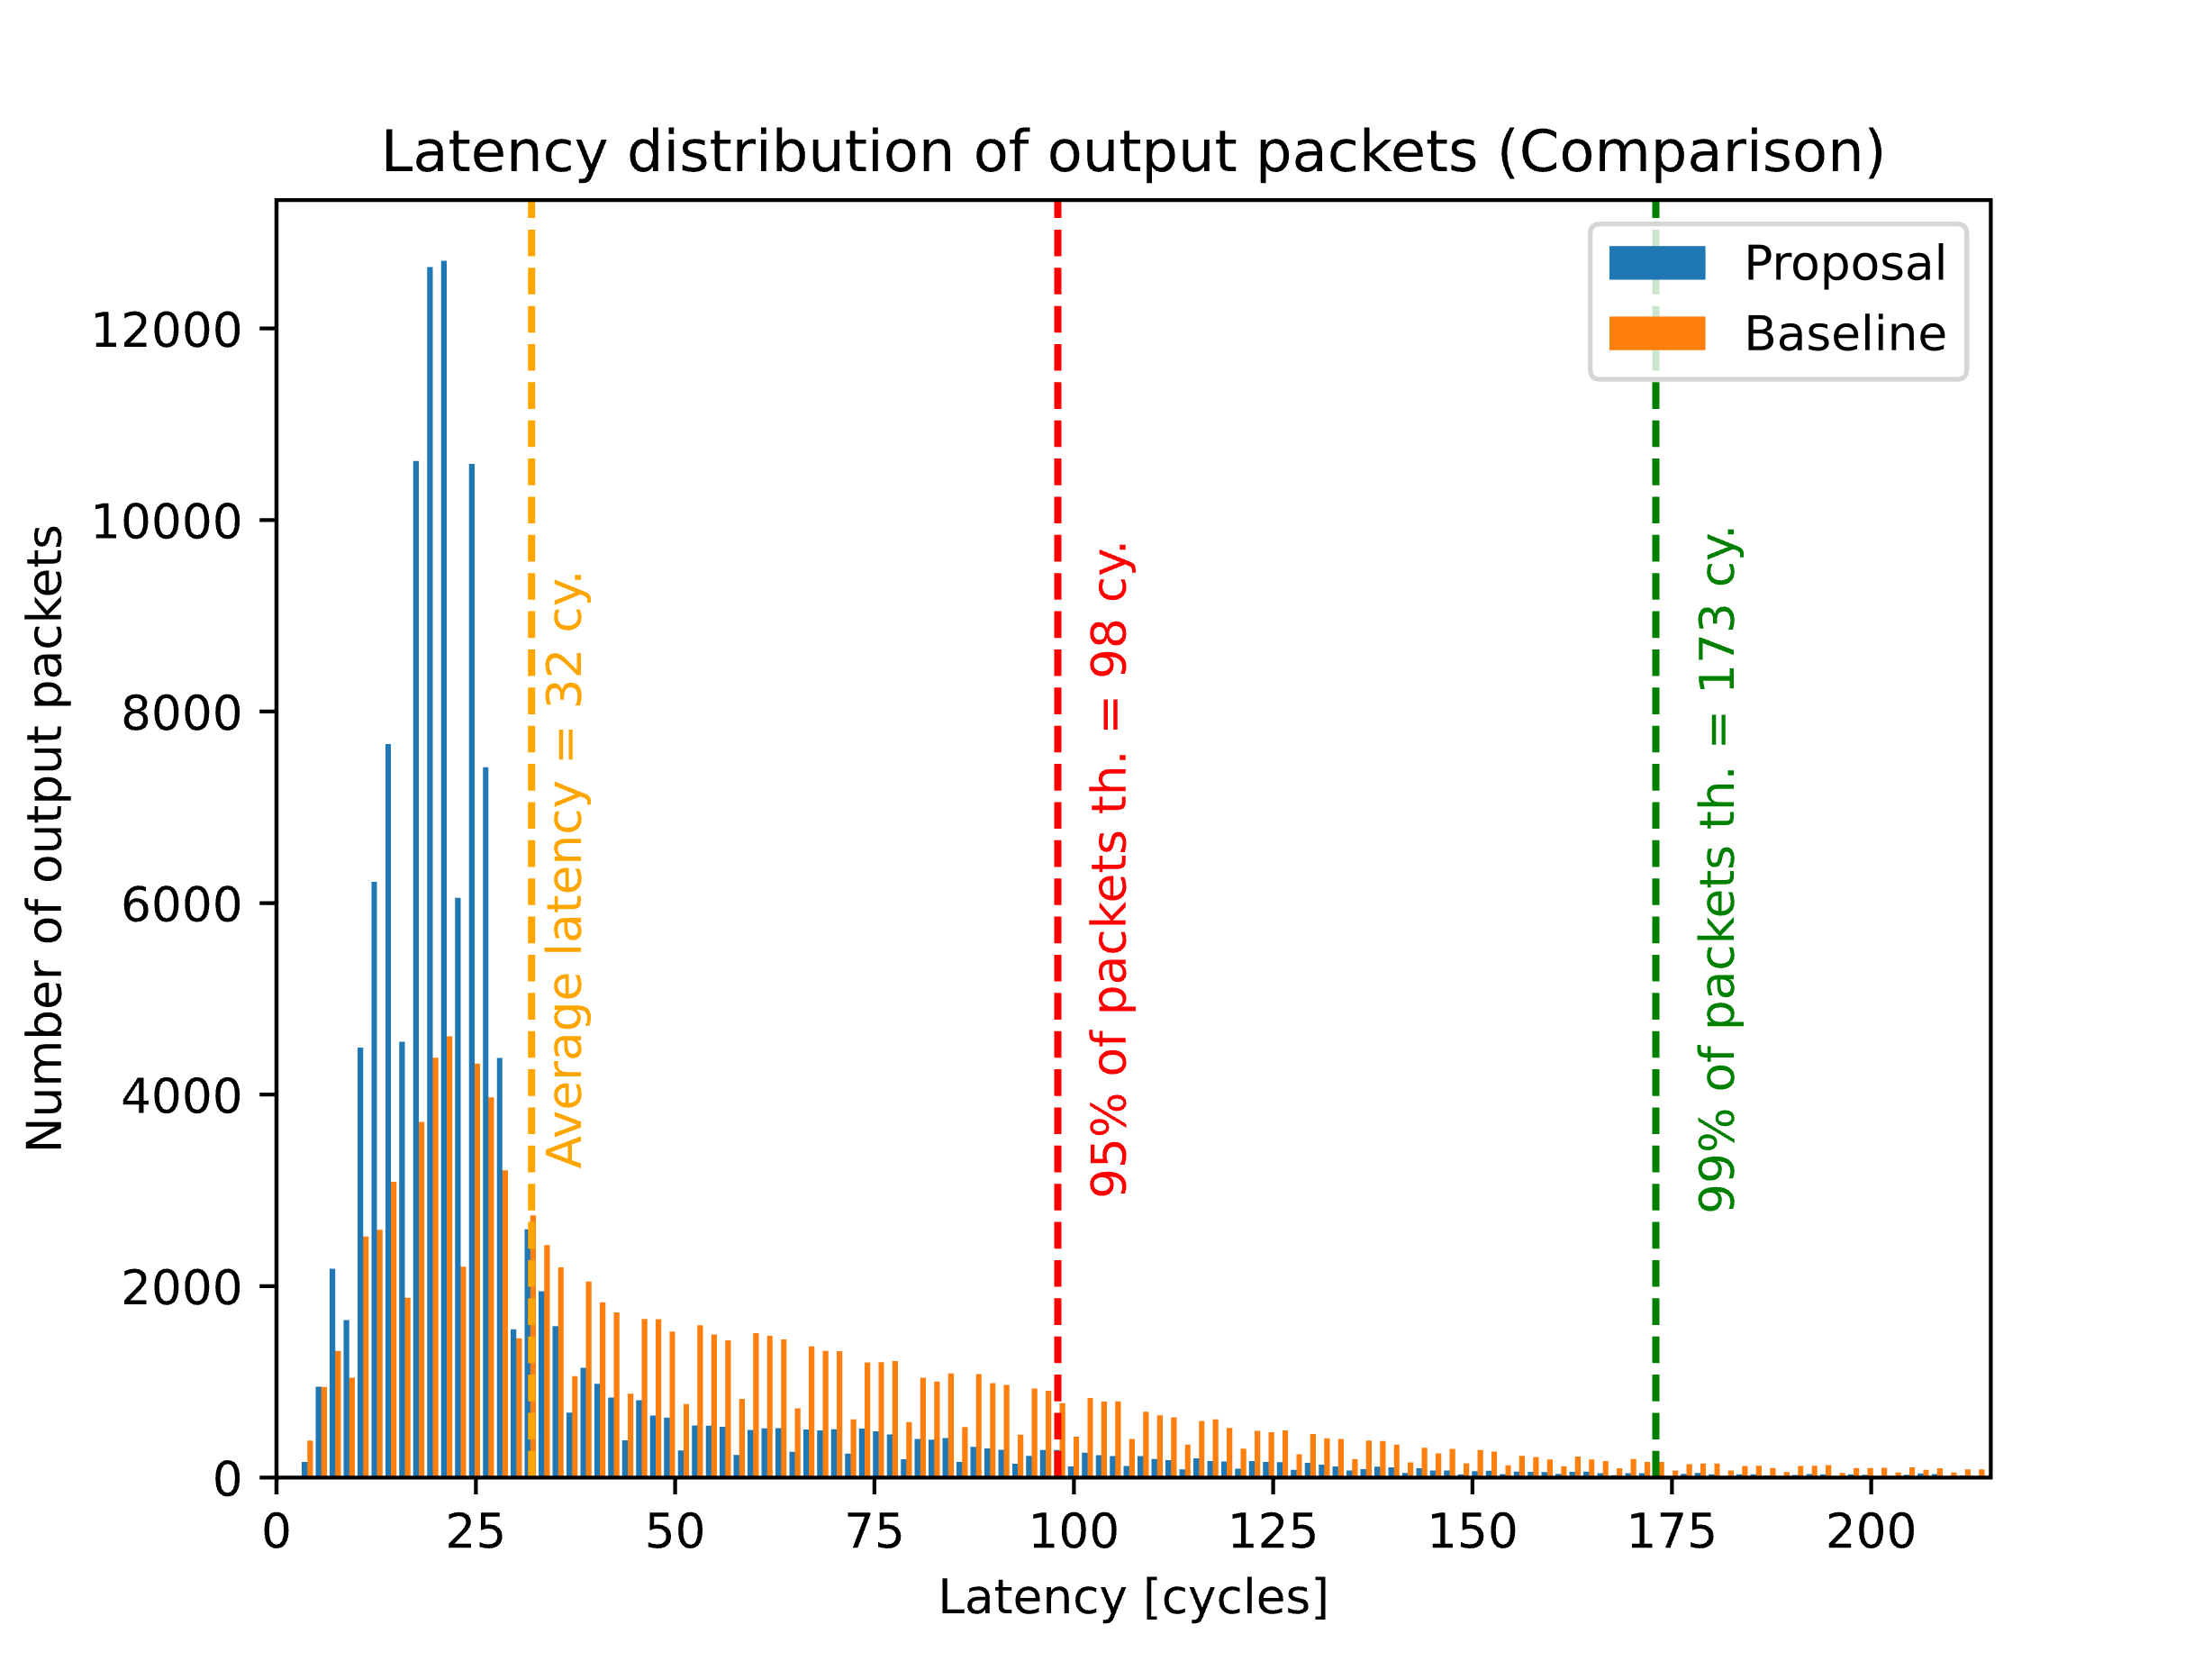 Latency distribution of output packets (Comparison)
Proposal
Baseline
Number of output packets
12000
10000
8000
6000
4000
2000
0
Average latency = 32 cy.
95% of packets th. = 98 cy.
99% of packets th. = 173 cy.
0 25 50 75 100 125 150 175 200
Latency [cycles]